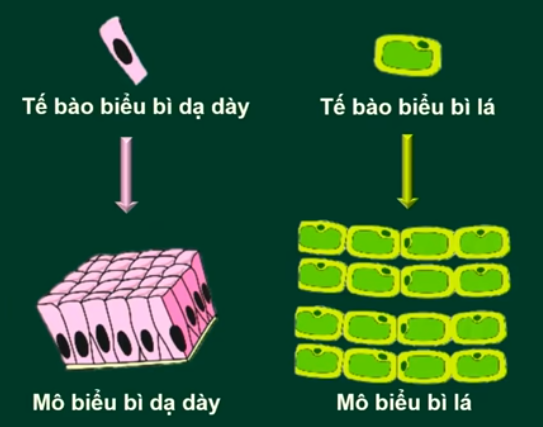 Tế bào biểu bì dạ dày
Tế bào biểu bì lá
Mô biểu bì dạ dày
Mô biểu bì lá